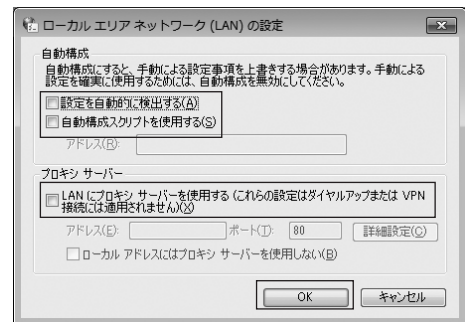 ローカル エリア ネットワーク (LAN) の設定
自動構成
自動構成にすると、手動による設定事項を上書きする場合があります。手動による
設定を確実に使用するためには、自動構成を無効にしてください。
設定を自動的に検出する(A)
自動構成スクリプトを使用する(S)
アドレス(R):
プロキシ サーバー
LAN にプロキシ サーバーを使用する (これらの設定はダイヤルアップまたは VPN
接続には適用されません)(X)
アドレス(E): ポート(T): 80 詳細設定(C)
ローカル アドレスにはプロキシ サーバーを使用しない(B)
OK キャンセル